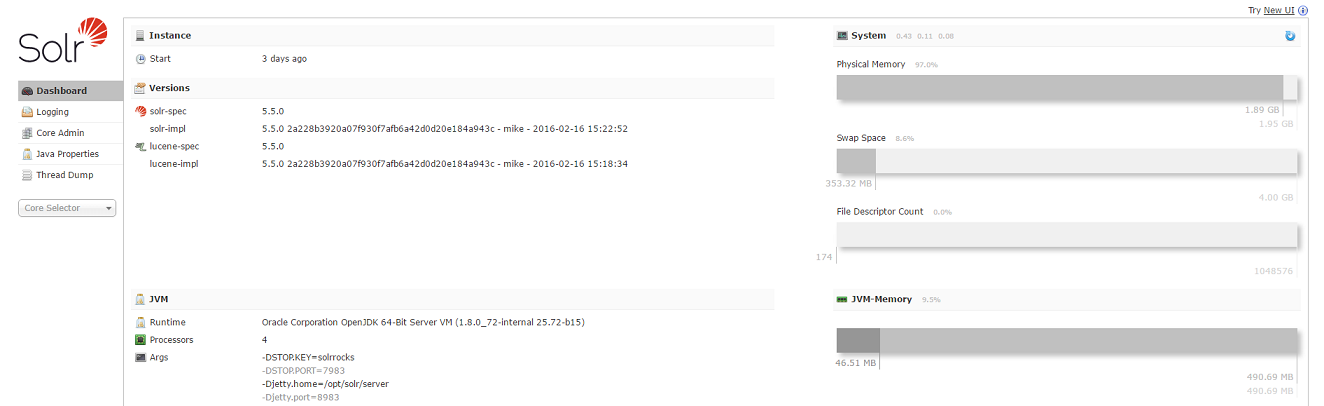 Try New UI
Solr
Dashboard
Logging
Core Admin
Java Properties
Thread Dump
Core Selector
Instance
Start 3 days ago
Versions
solr-spec 5.5.0
solr-impl 5.5.0 2a228b3920a07f930f7afb6a42d0d20e184a943c - mike - 2016-02-16 15:22:52
lucene-spec 5.5.0
lucene-impl 5.5.0 2a228b3920a07f930f7afb6a42d0d20e184a943c - mike - 2016-02-16 15:18:34
JVM
Runtime Oracle Corporation OpenJDK 64-Bit Server VM (1.8.0_72-internal 25.72-b15)
Processors 4
Args -DSTOP.KEY=solrrocks
-DSTOP.PORT=7983
-Djetty.home=/opt/solr/server
-Djetty.port=8983
System 0.43 0.11 0.08
Physical Memory 97.0%
1.89 GB
1.95 GB
Swap Space 8.6%
353.32 MB
4.00 GB
File Descriptor Count 0.0%
174
1048576
JVM-Memory 9.5%
46.51 MB
490.69 MB
490.69 MB